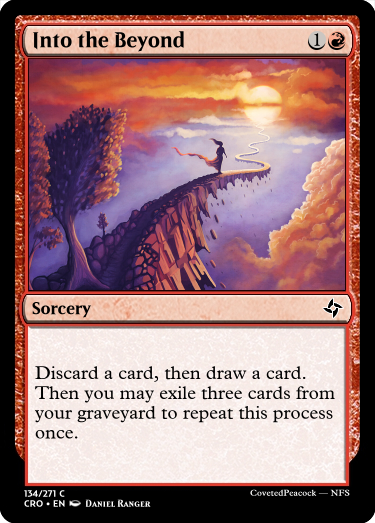 Into the Beyond 1
Sorcery
Discard a card, then draw a card.
Then you may exile three cards from
your graveyard to repeat this process
once.
134/271 C
CRO • EN DANIEL RANGER
CovetedPeacock — NFS